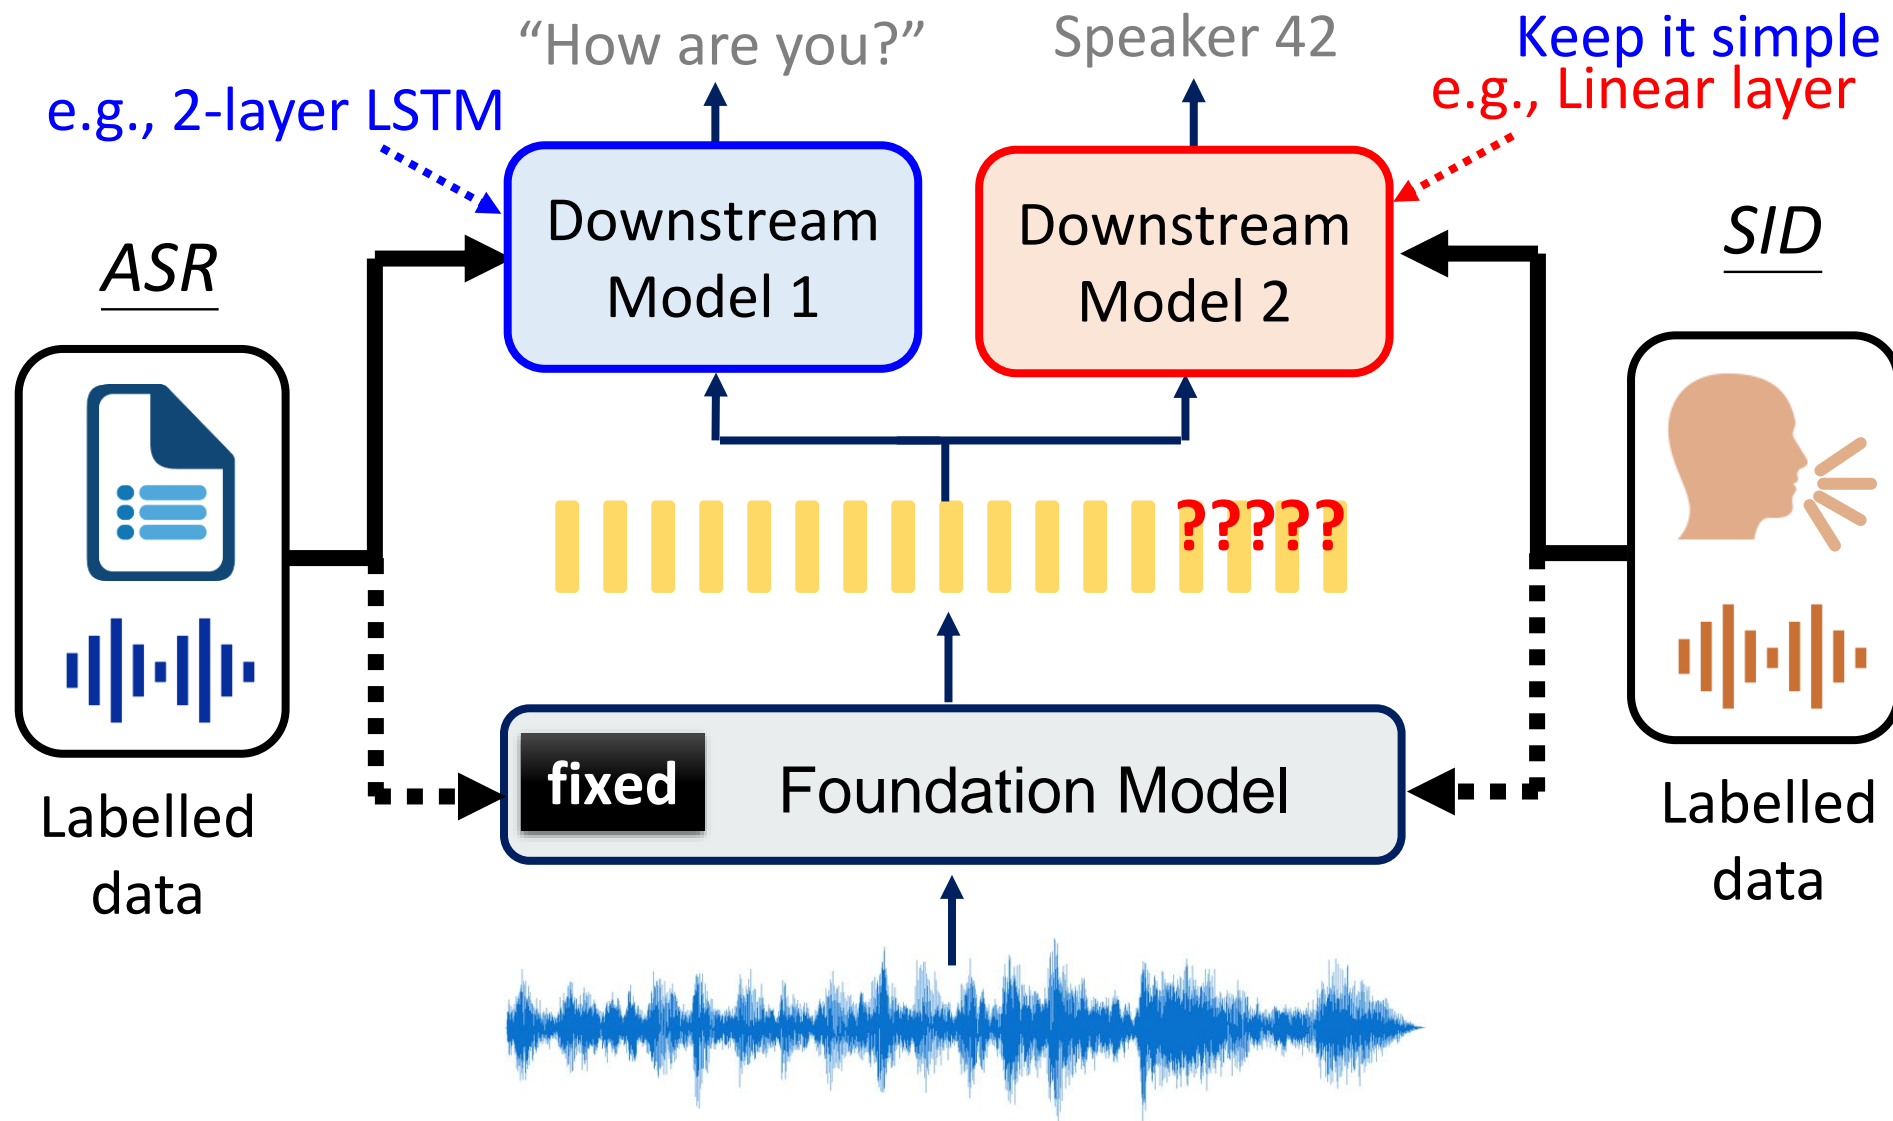 “How are you?”
Speaker 42
Keep it simple
e.g., 2-layer LSTM
e.g., Linear layer
Downstream
Model 1
Downstream
Model 2
ASR
SID
?????
fixed
Foundation Model
Labelled
data
Labelled
data